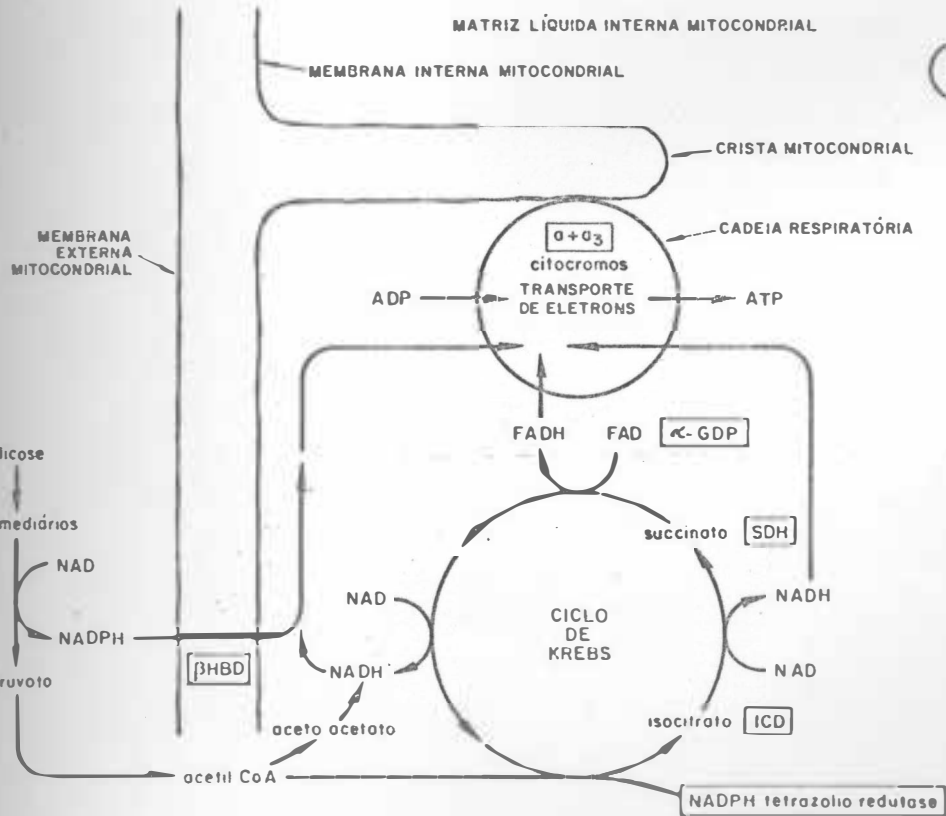 MATRIZ LÍQUIDA INTERNA MITOCONDRIAL
MEMBRANA INTERNA MITOCONDRIAL
CRISTA MITOCONDRIAL
MEMBRANA
EXTERNA
MITOCONDRIAL
CADEIA RESPIRATÓRIA
a+a3
citocromos
TRANSPORTE
DE ELETRONS
ADP
ATP
FADH
FAD
α-GDP
licose
mediários
NAD
NADPH
ruvato
βHBD
succinato
SDH
NAD
NADH
CICLO
DE
KREBS
NADH
NAD
isocitrato
ICD
aceto acetato
acetil CoA
NADPH tetrazolio redutase